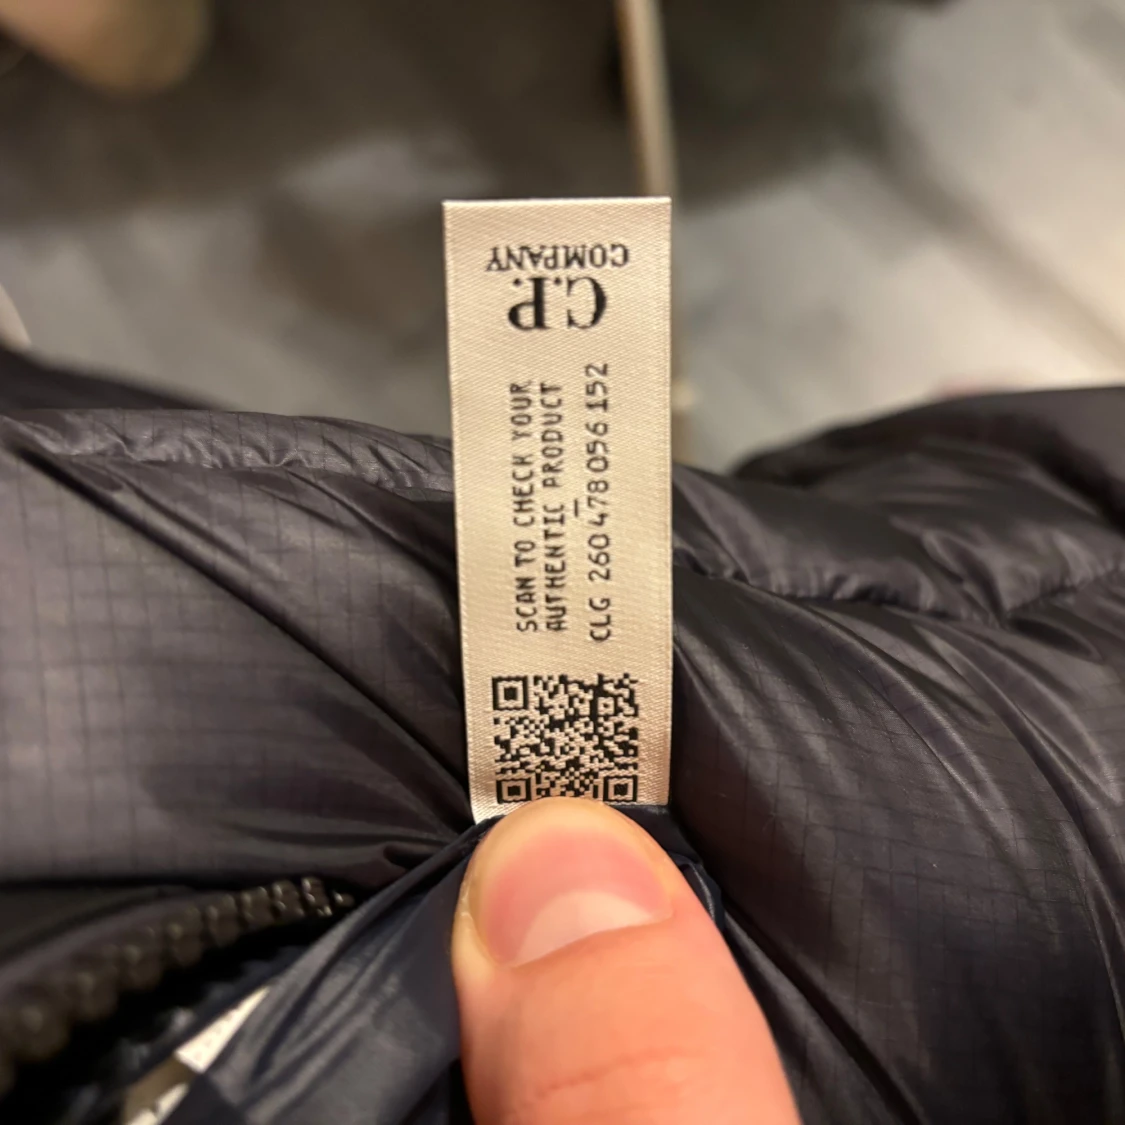 C.P.
COMPANY
SCAN TO CHECK YOUR
AUTHENTIC PRODUCT
CLG 260 478 056 152